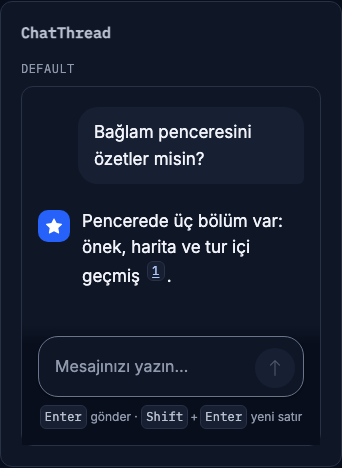 ChatThread
DEFAULT
Bağlam penceresini
özetler misin?
Pencerede üç bölüm var:
önek, harita ve tur içi
geçmiş 1.
Mesajınızı yazın...
Enter gönder · Shift + Enter yeni satır